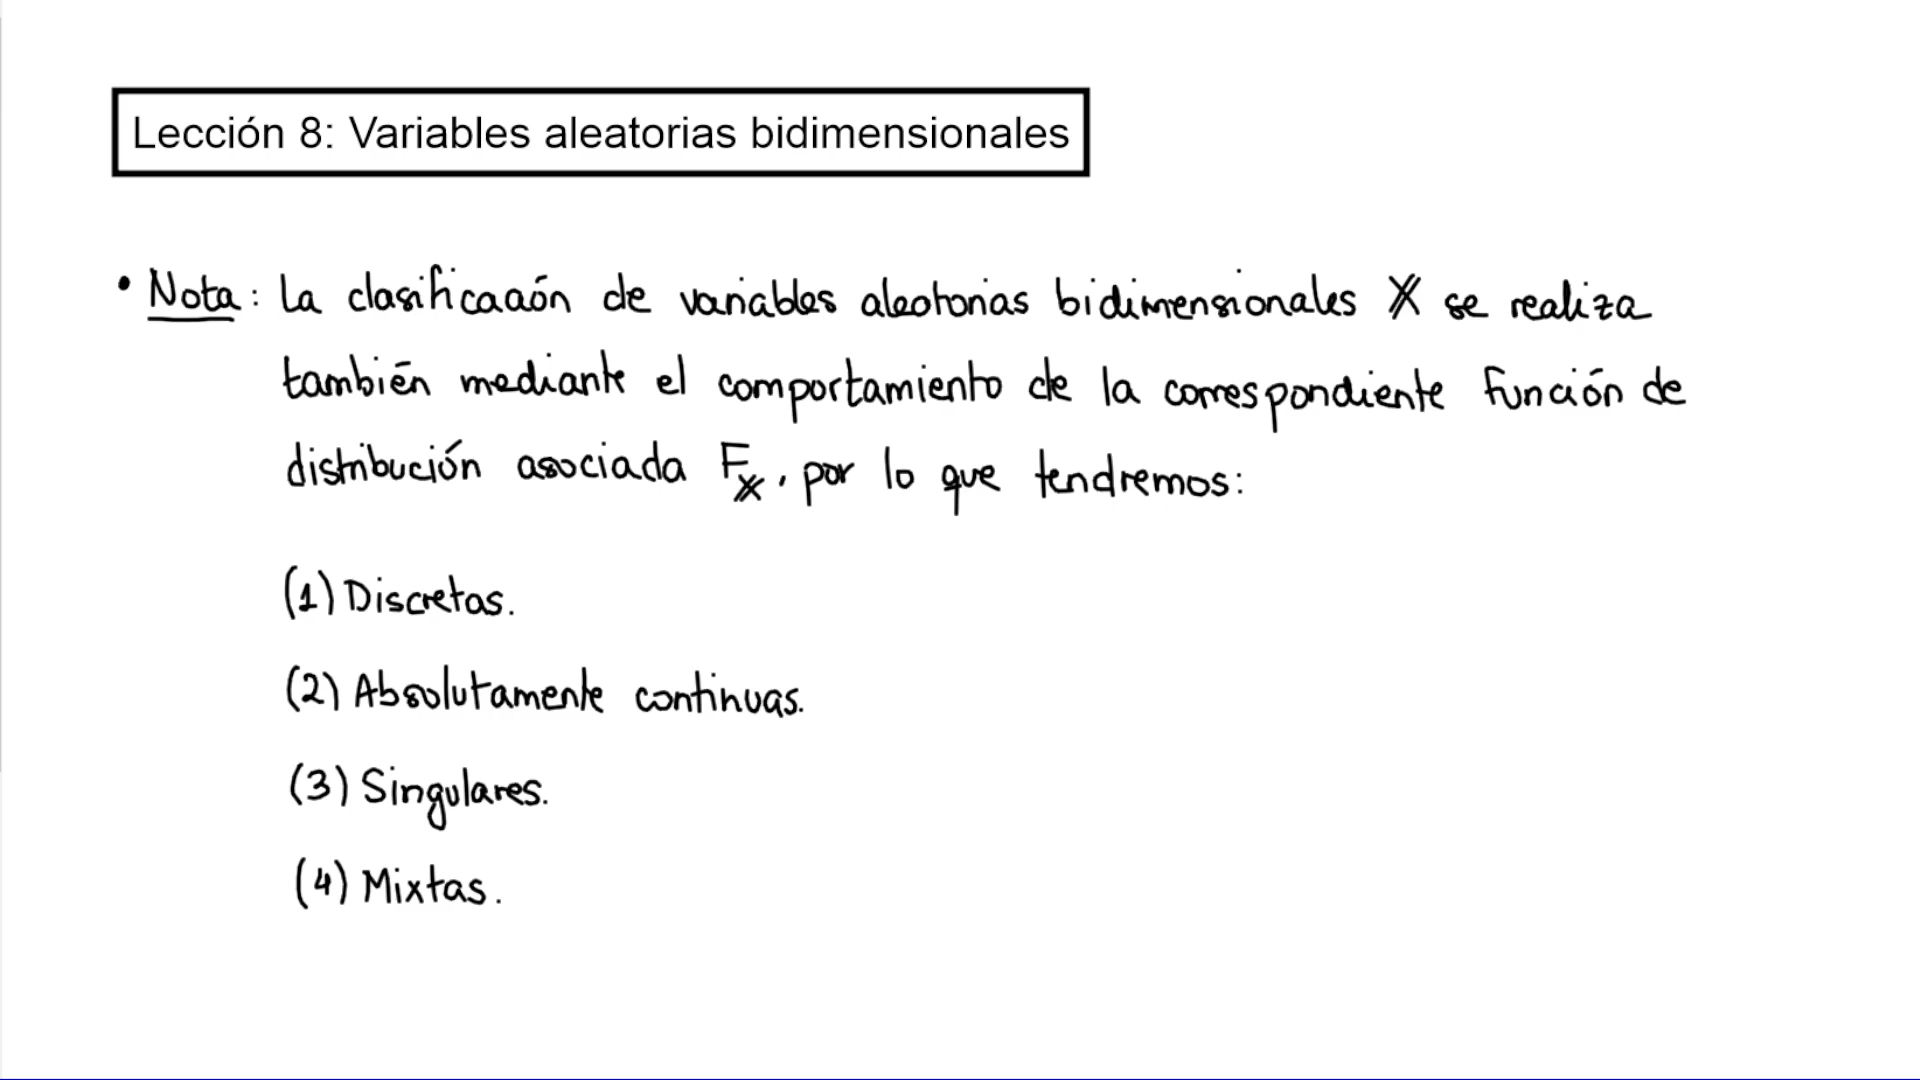 Lección 8: Variables aleatorias bidimensionales
• Nota: La clasificación de variables aleatorias bidimensionales 𝕏 se realiza
también mediante el comportamiento de la correspondiente función de
distribución asociada F_𝕏, por lo que tendremos:
(1) Discretas.
(2) Absolutamente continuas.
(3) Singulares.
(4) Mixtas.